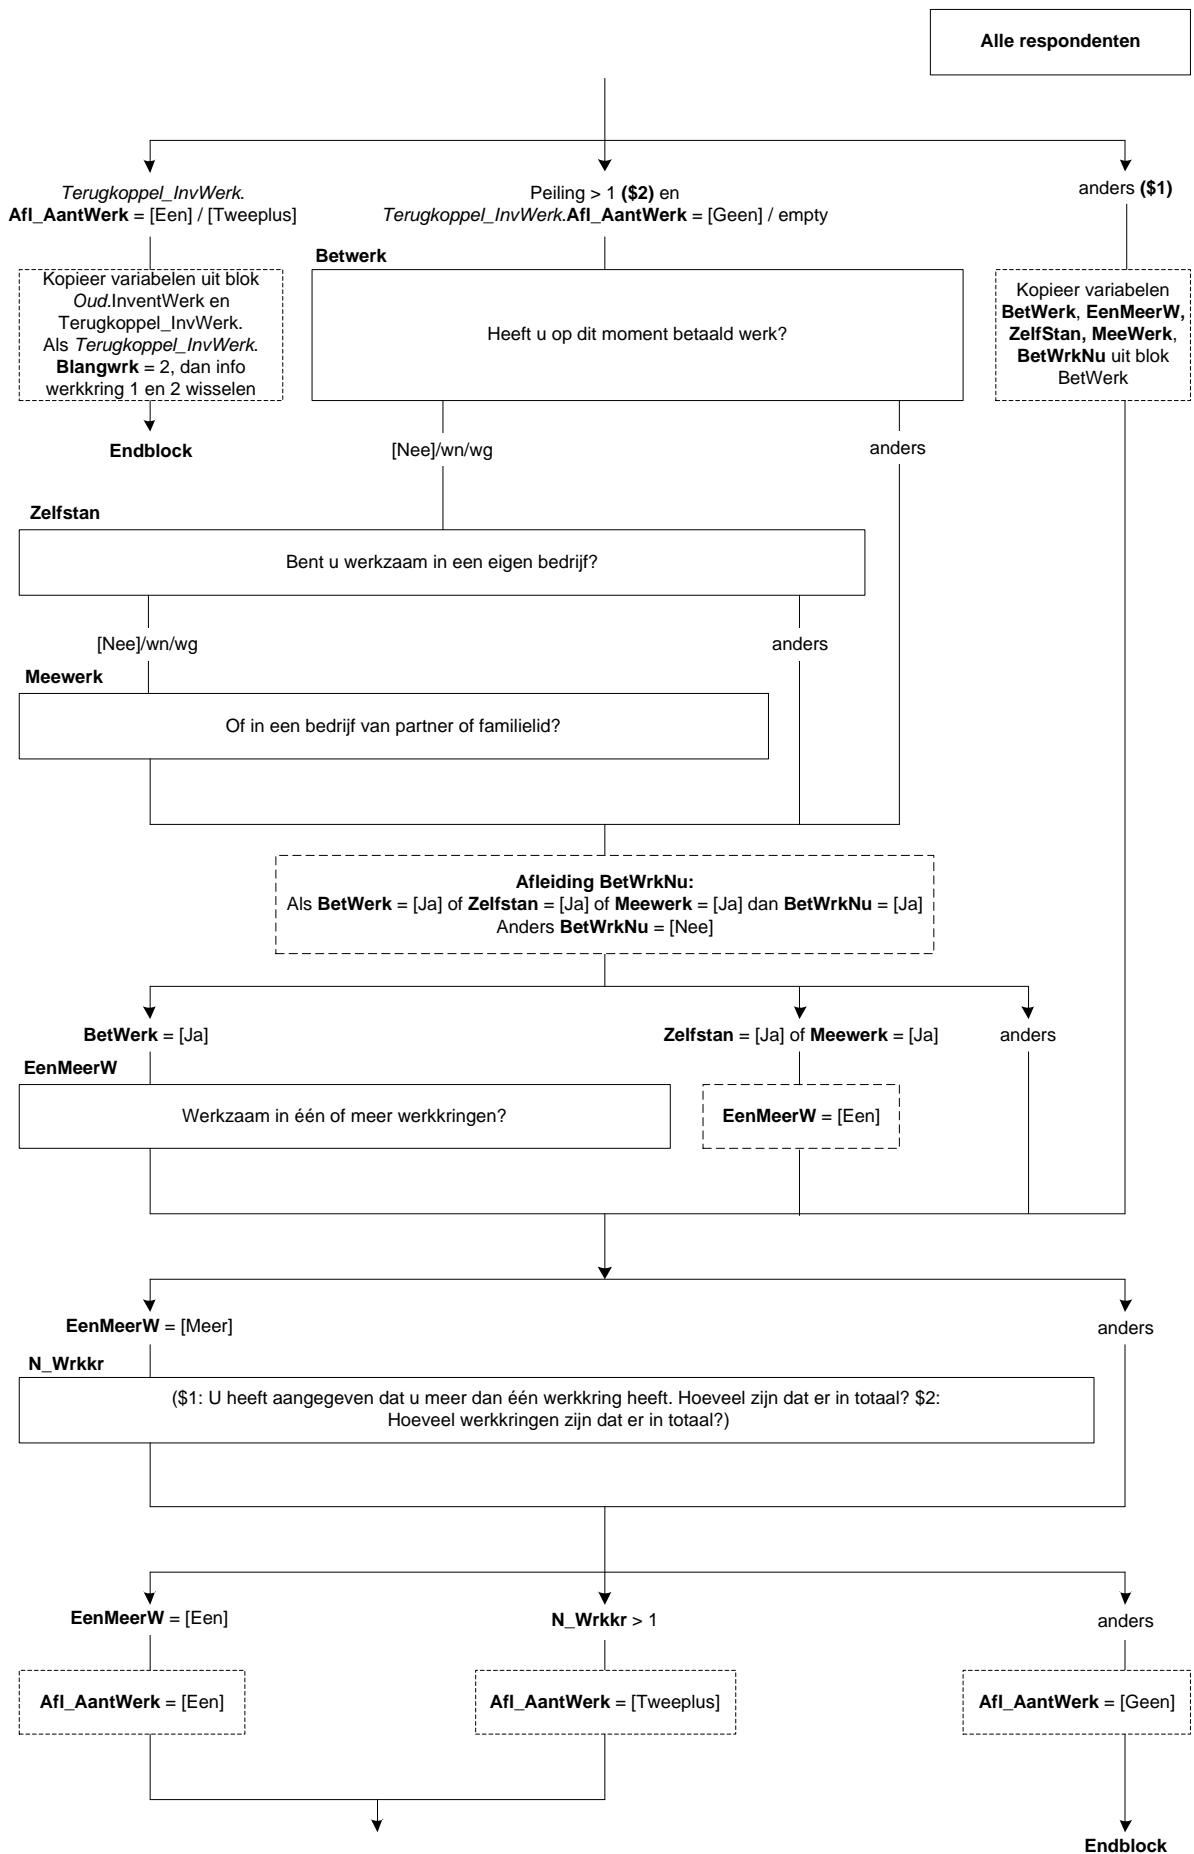 Alle respondenten
Terugkoppel_InvWerk.
Afl_AantWerk = [Een] / [Tweeplus]
Peiling > 1 ($2) en
Terugkoppel_InvWerk.Afl_AantWerk = [Geen] / empty
anders ($1)
Kopieer variabelen uit blok
Oud.InventWerk en
Terugkoppel_InvWerk.
Als Terugkoppel_InvWerk.
Blangwrk = 2, dan info
werkkring 1 en 2 wisselen
Endblock
Betwerk
Heeft u op dit moment betaald werk?
Kopieer variabelen
BetWerk, EenMeerW,
ZelfStan, MeeWerk,
BetWrkNu uit blok
BetWerk
[Nee]/wn/wg
anders
Zelfstan
Bent u werkzaam in een eigen bedrijf?
[Nee]/wn/wg
anders
Meewerk
Of in een bedrijf van partner of familielid?
Afleiding BetWrkNu:
Als BetWerk = [Ja] of Zelfstan = [Ja] of Meewerk = [Ja] dan BetWrkNu = [Ja]
Anders BetWrkNu = [Nee]
BetWerk = [Ja]
Zelfstan = [Ja] of Meewerk = [Ja]
anders
EenMeerW
Werkzaam in één of meer werkkringen?
EenMeerW = [Een]
EenMeerW = [Meer]
anders
N_Wrkkr
($1: U heeft aangegeven dat u meer dan één werkkring heeft. Hoeveel zijn dat er in totaal? $2:
Hoeveel werkkringen zijn dat er in totaal?)
EenMeerW = [Een]
N_Wrkkr > 1
anders
Afl_AantWerk = [Een]
Afl_AantWerk = [Tweeplus]
Afl_AantWerk = [Geen]
Endblock